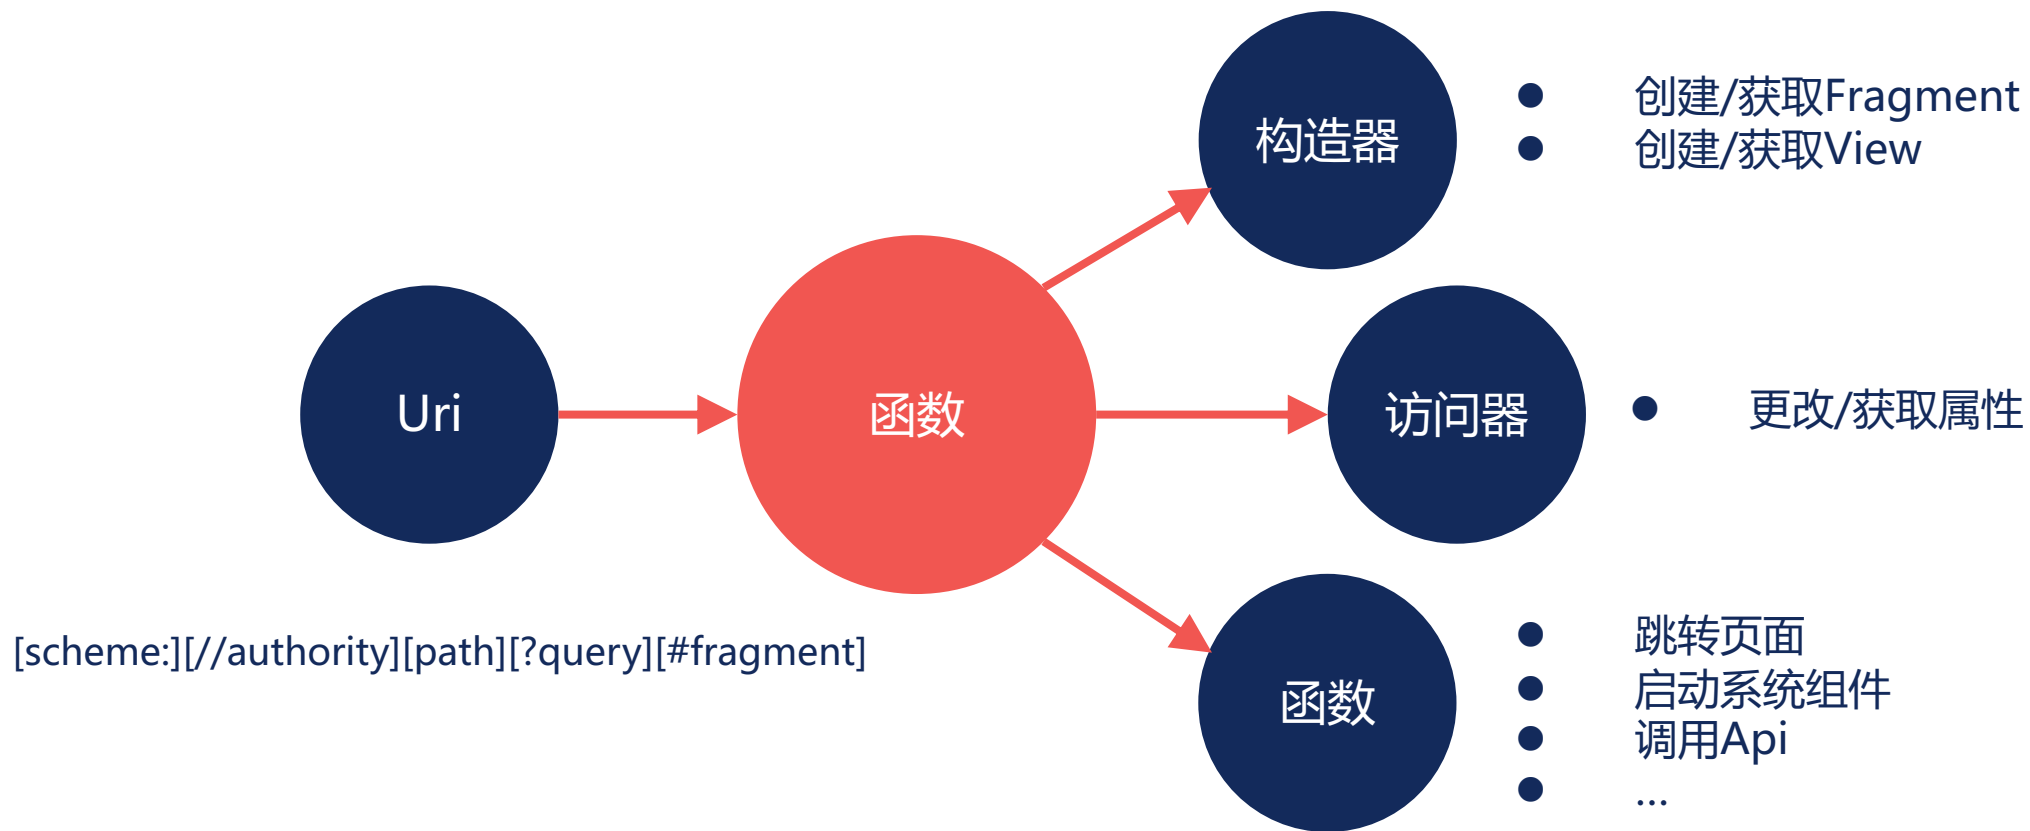 构造器
创建/获取Fragment
创建/获取View
Uri
函数
访问器
更改/获取属性
[scheme:][//authority][path][?query][#fragment]
函数
跳转页面
启动系统组件
调用Api
...